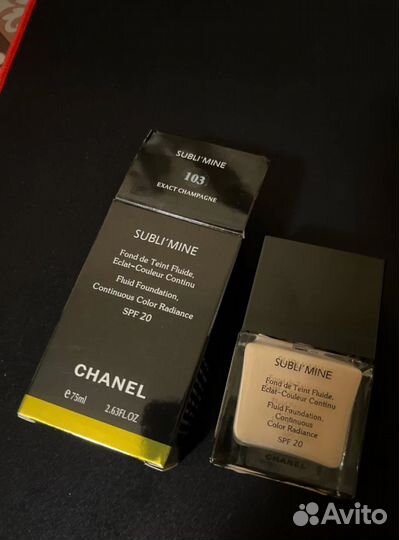 SUBLI'MINE
103
EXACT CHAMPAGNE
SUBLI'MINE
Fond de Teint Fluide,
Eclat-Couleur Continu
Fluid Foundation,
Continuous Color Radiance
SPF 20
CHANEL
e75ml 2.63FL.OZ
SUBLI'MINE
Fond de Teint Fluide,
Eclat-Couleur Continu
Fluid Foundation,
Continuous
Color Radiance
SPF 20
CHANEL
Avito